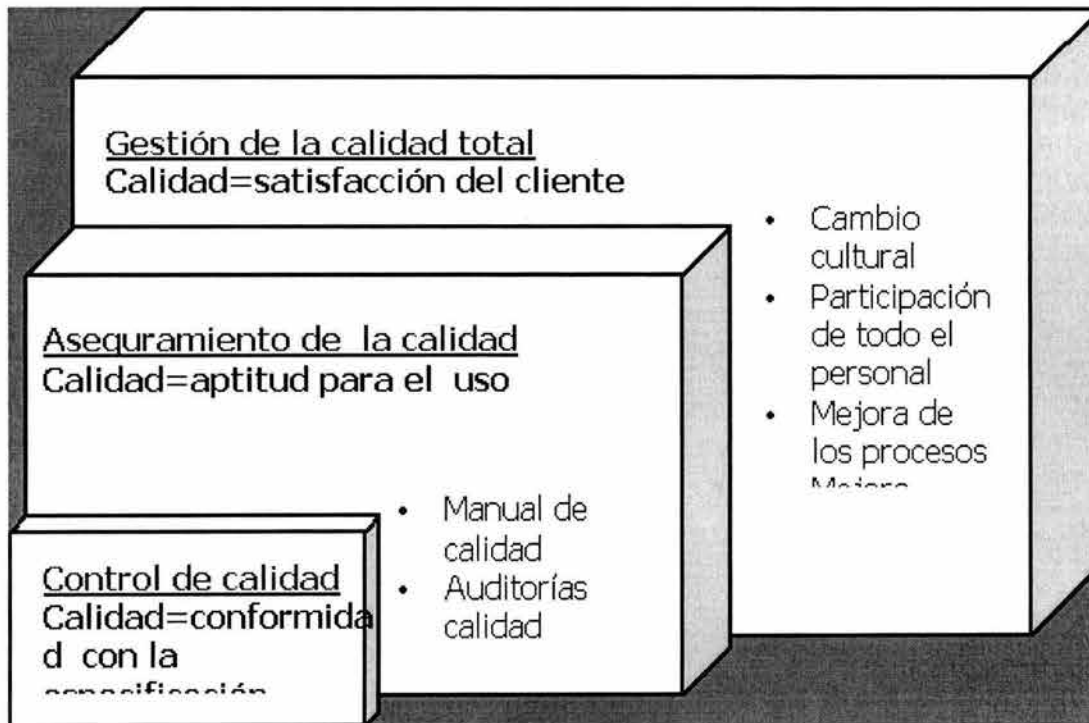 Gestión de la calidad total
Calidad=satisfacción del cliente
• Cambio
cultural
• Participación
de todo el
personal
• Mejora de
los procesos
Mejora
Aseguramiento de la calidad
Calidad=aptitud para el uso
• Manual de
calidad
• Auditorías
calidad
Control de calidad
Calidad=conformida
d con la
especificación